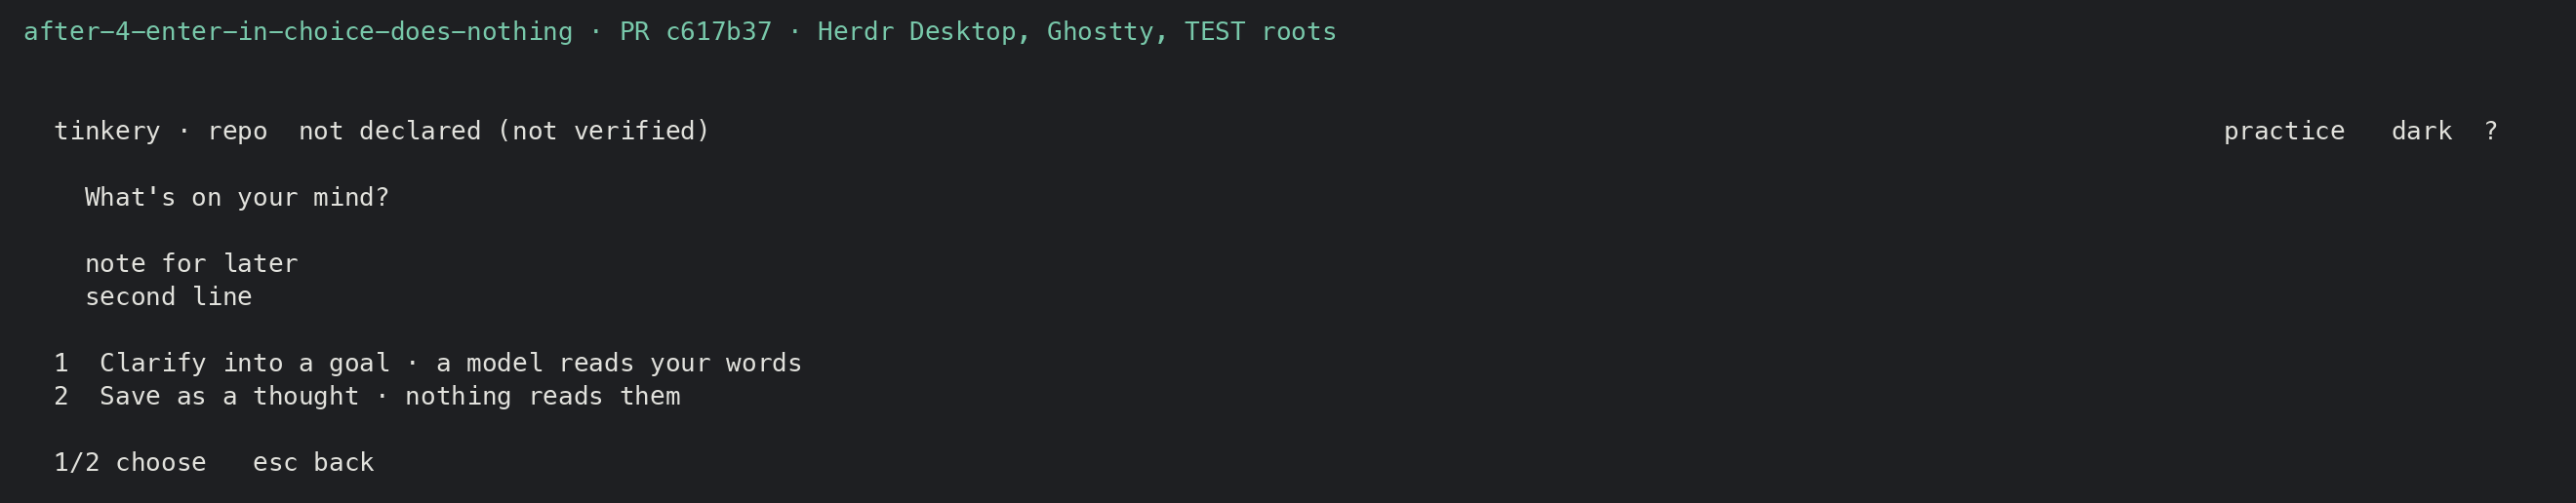 after−4−enter−in−choice−does−nothing · PR c617b37 · Herdr Desktop, Ghostty, TEST roots
tinkery · repo  not declared (not verified)  practice  dark  ?
What's on your mind?
note for later
second line
1  Clarify into a goal · a model reads your words
2  Save as a thought · nothing reads them
1/2 choose  esc back